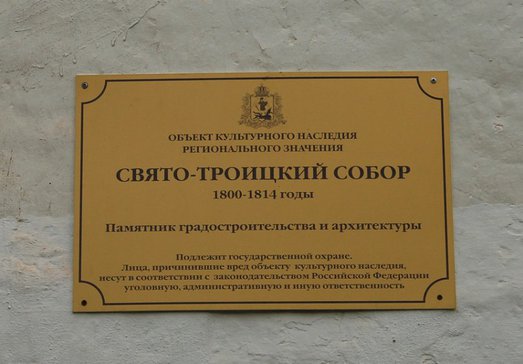 ОБЪЕКТ КУЛЬТУРНОГО НАСЛЕДИЯ
РЕГИОНАЛЬНОГО ЗНАЧЕНИЯ
СВЯТО-ТРОИЦКИЙ СОБОР
1800-1814 годы
Памятник градостроительства и архитектуры
Подлежит государственной охране.
Лица, причинившие вред объекту культурного наследия,
несут в соответствии с законодательством Российской Федерации
уголовную, административную и иную ответственность